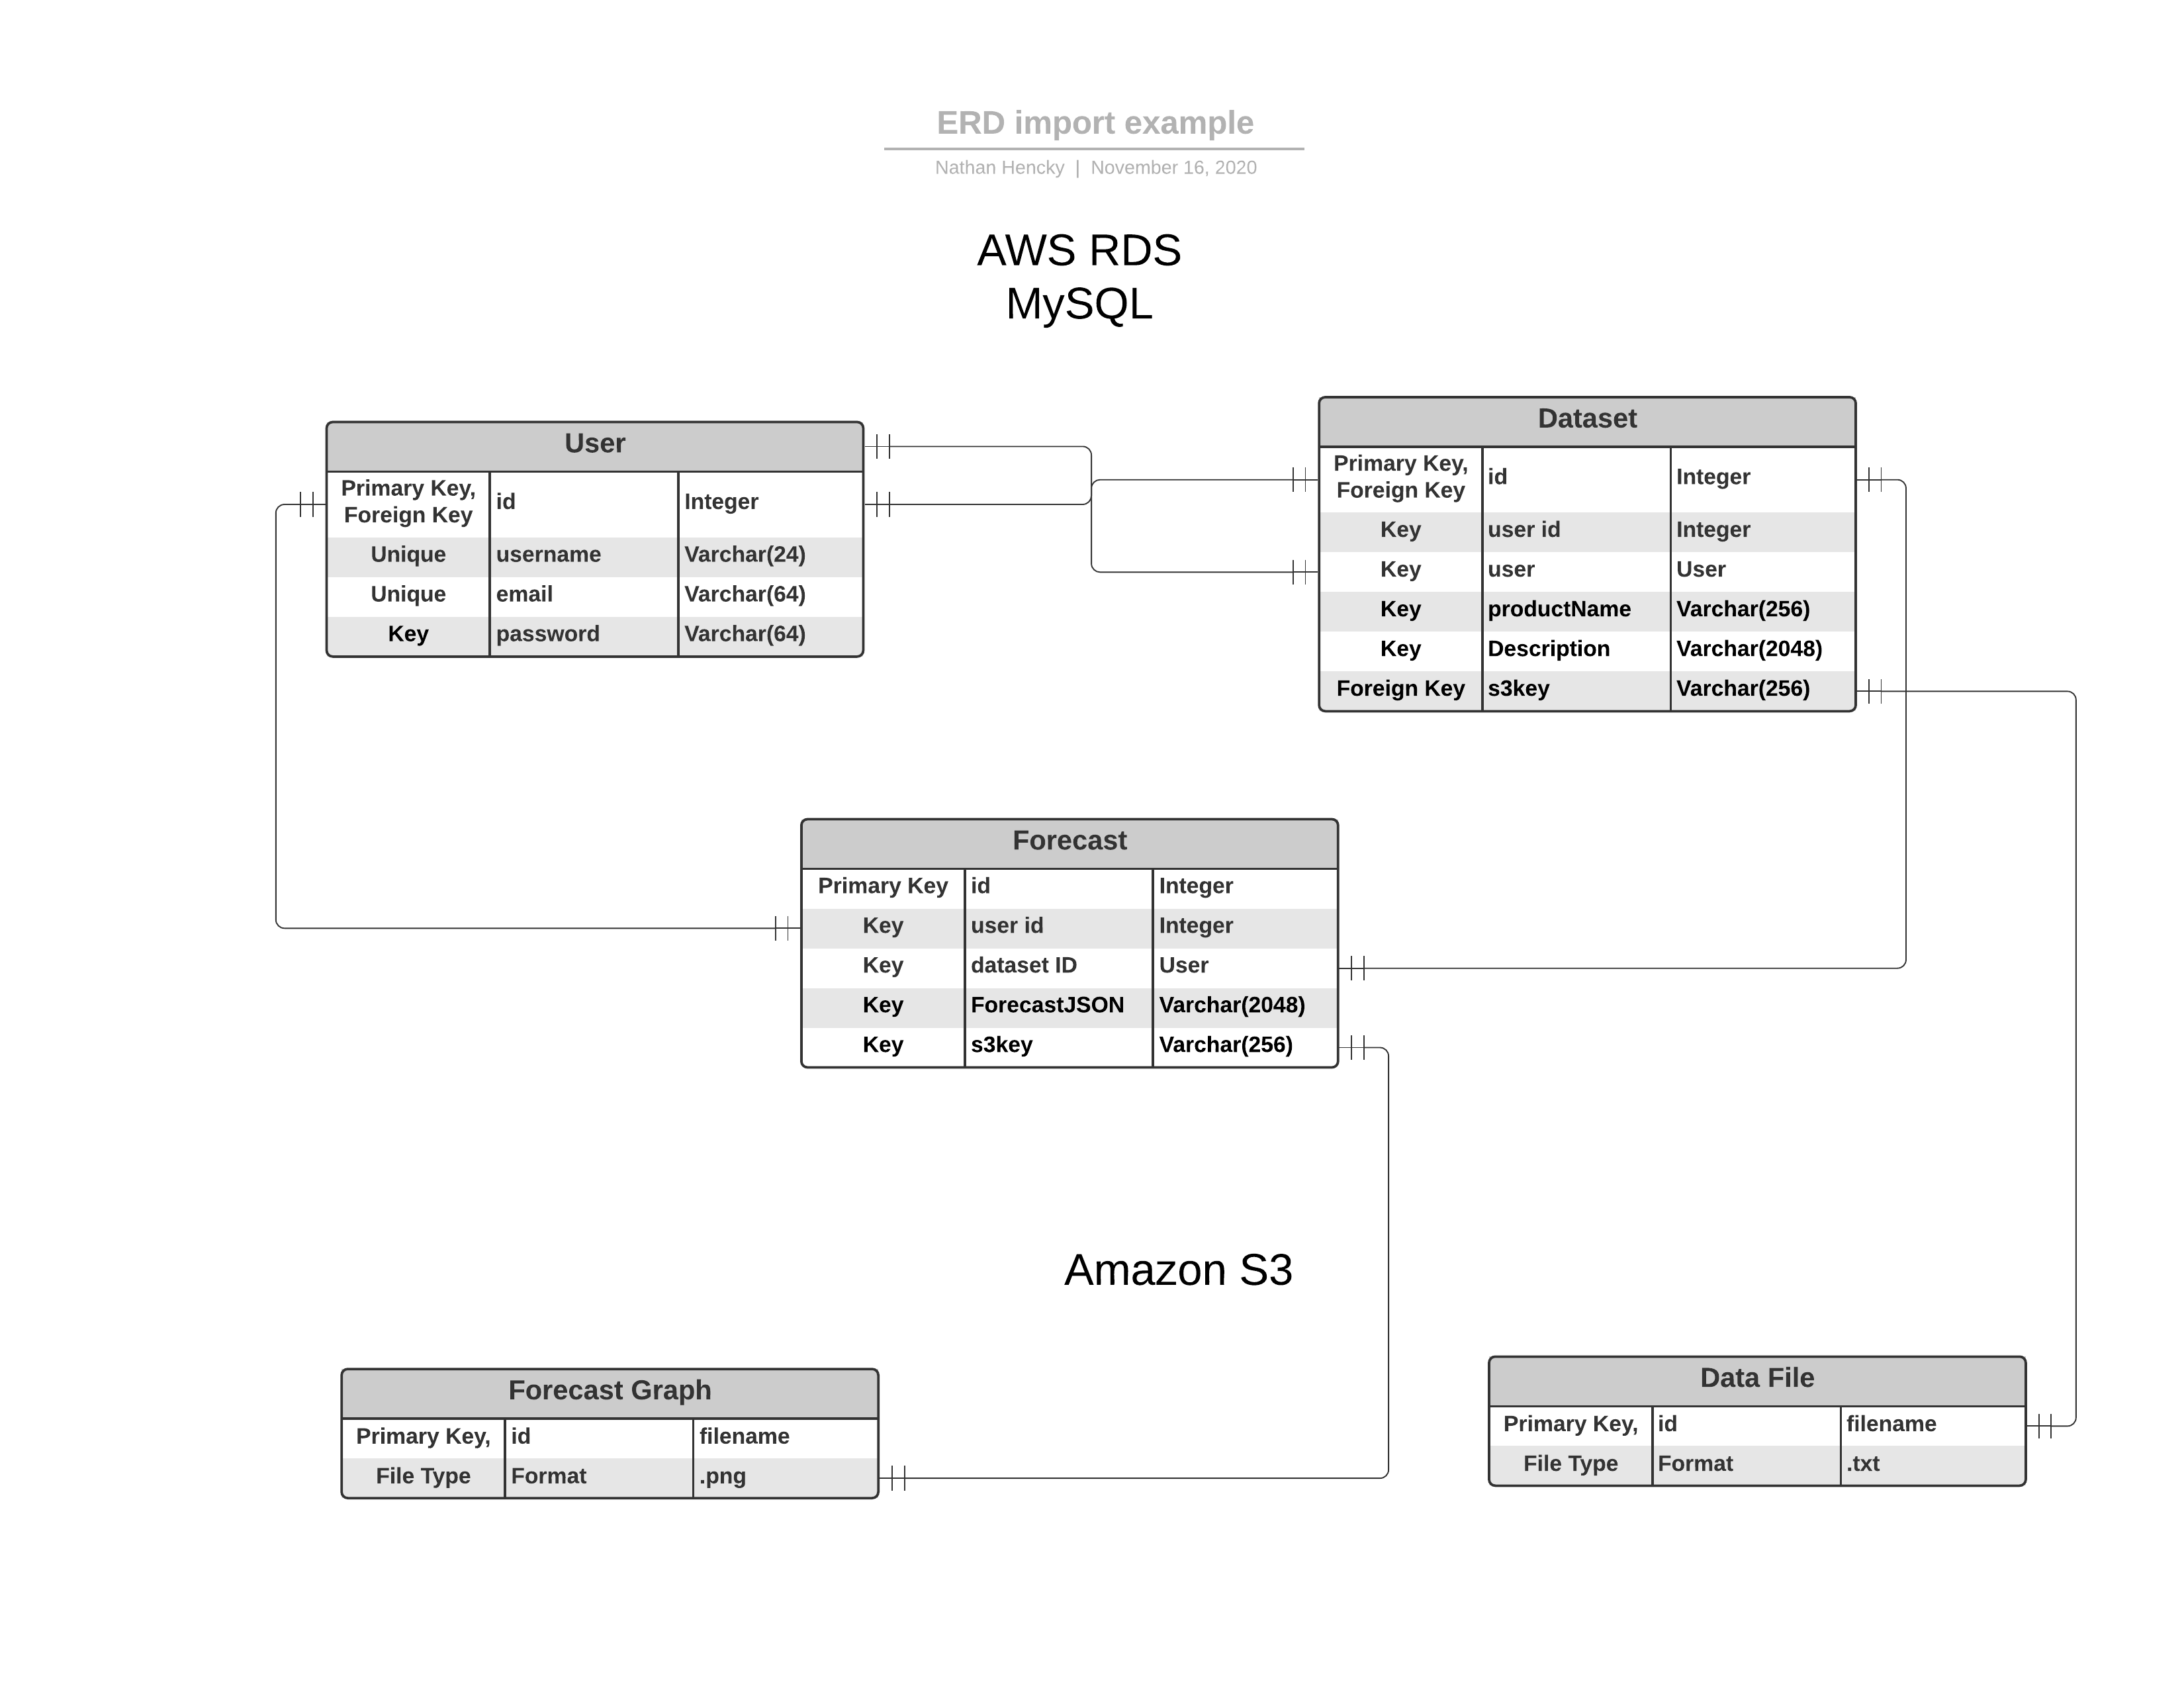 ERD import example
Nathan Hencky | November 16, 2020
AWS RDS
MySQL
User
Primary Key,
Foreign Key
id
Integer
Unique
username
Varchar(24)
Unique
email
Varchar(64)
Key
password
Varchar(64)
Dataset
Primary Key,
Foreign Key
id
Integer
Key
user id
Integer
Key
user
User
Key
productName
Varchar(256)
Key
Description
Varchar(2048)
Foreign Key
s3key
Varchar(256)
Forecast
Primary Key
id
Integer
Key
user id
Integer
Key
dataset ID
User
Key
ForecastJSON
Varchar(2048)
Key
s3key
Varchar(256)
Amazon S3
Forecast Graph
Primary Key,
id
filename
File Type
Format
.png
Data File
Primary Key,
id
filename
File Type
Format
.txt